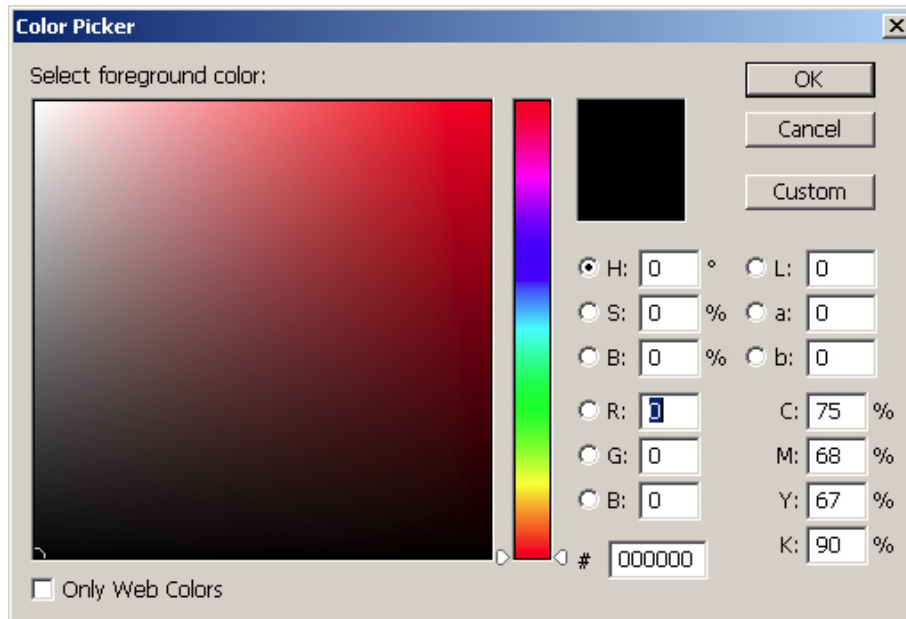 Color Picker
Select foreground color:
OK
Cancel
Custom
H: 0 °
L: 0
S: 0 %
a: 0
B: 0 %
b: 0
R: 0
C: 75 %
G: 0
M: 68 %
B: 0
Y: 67 %
# 000000
K: 90 %
Only Web Colors